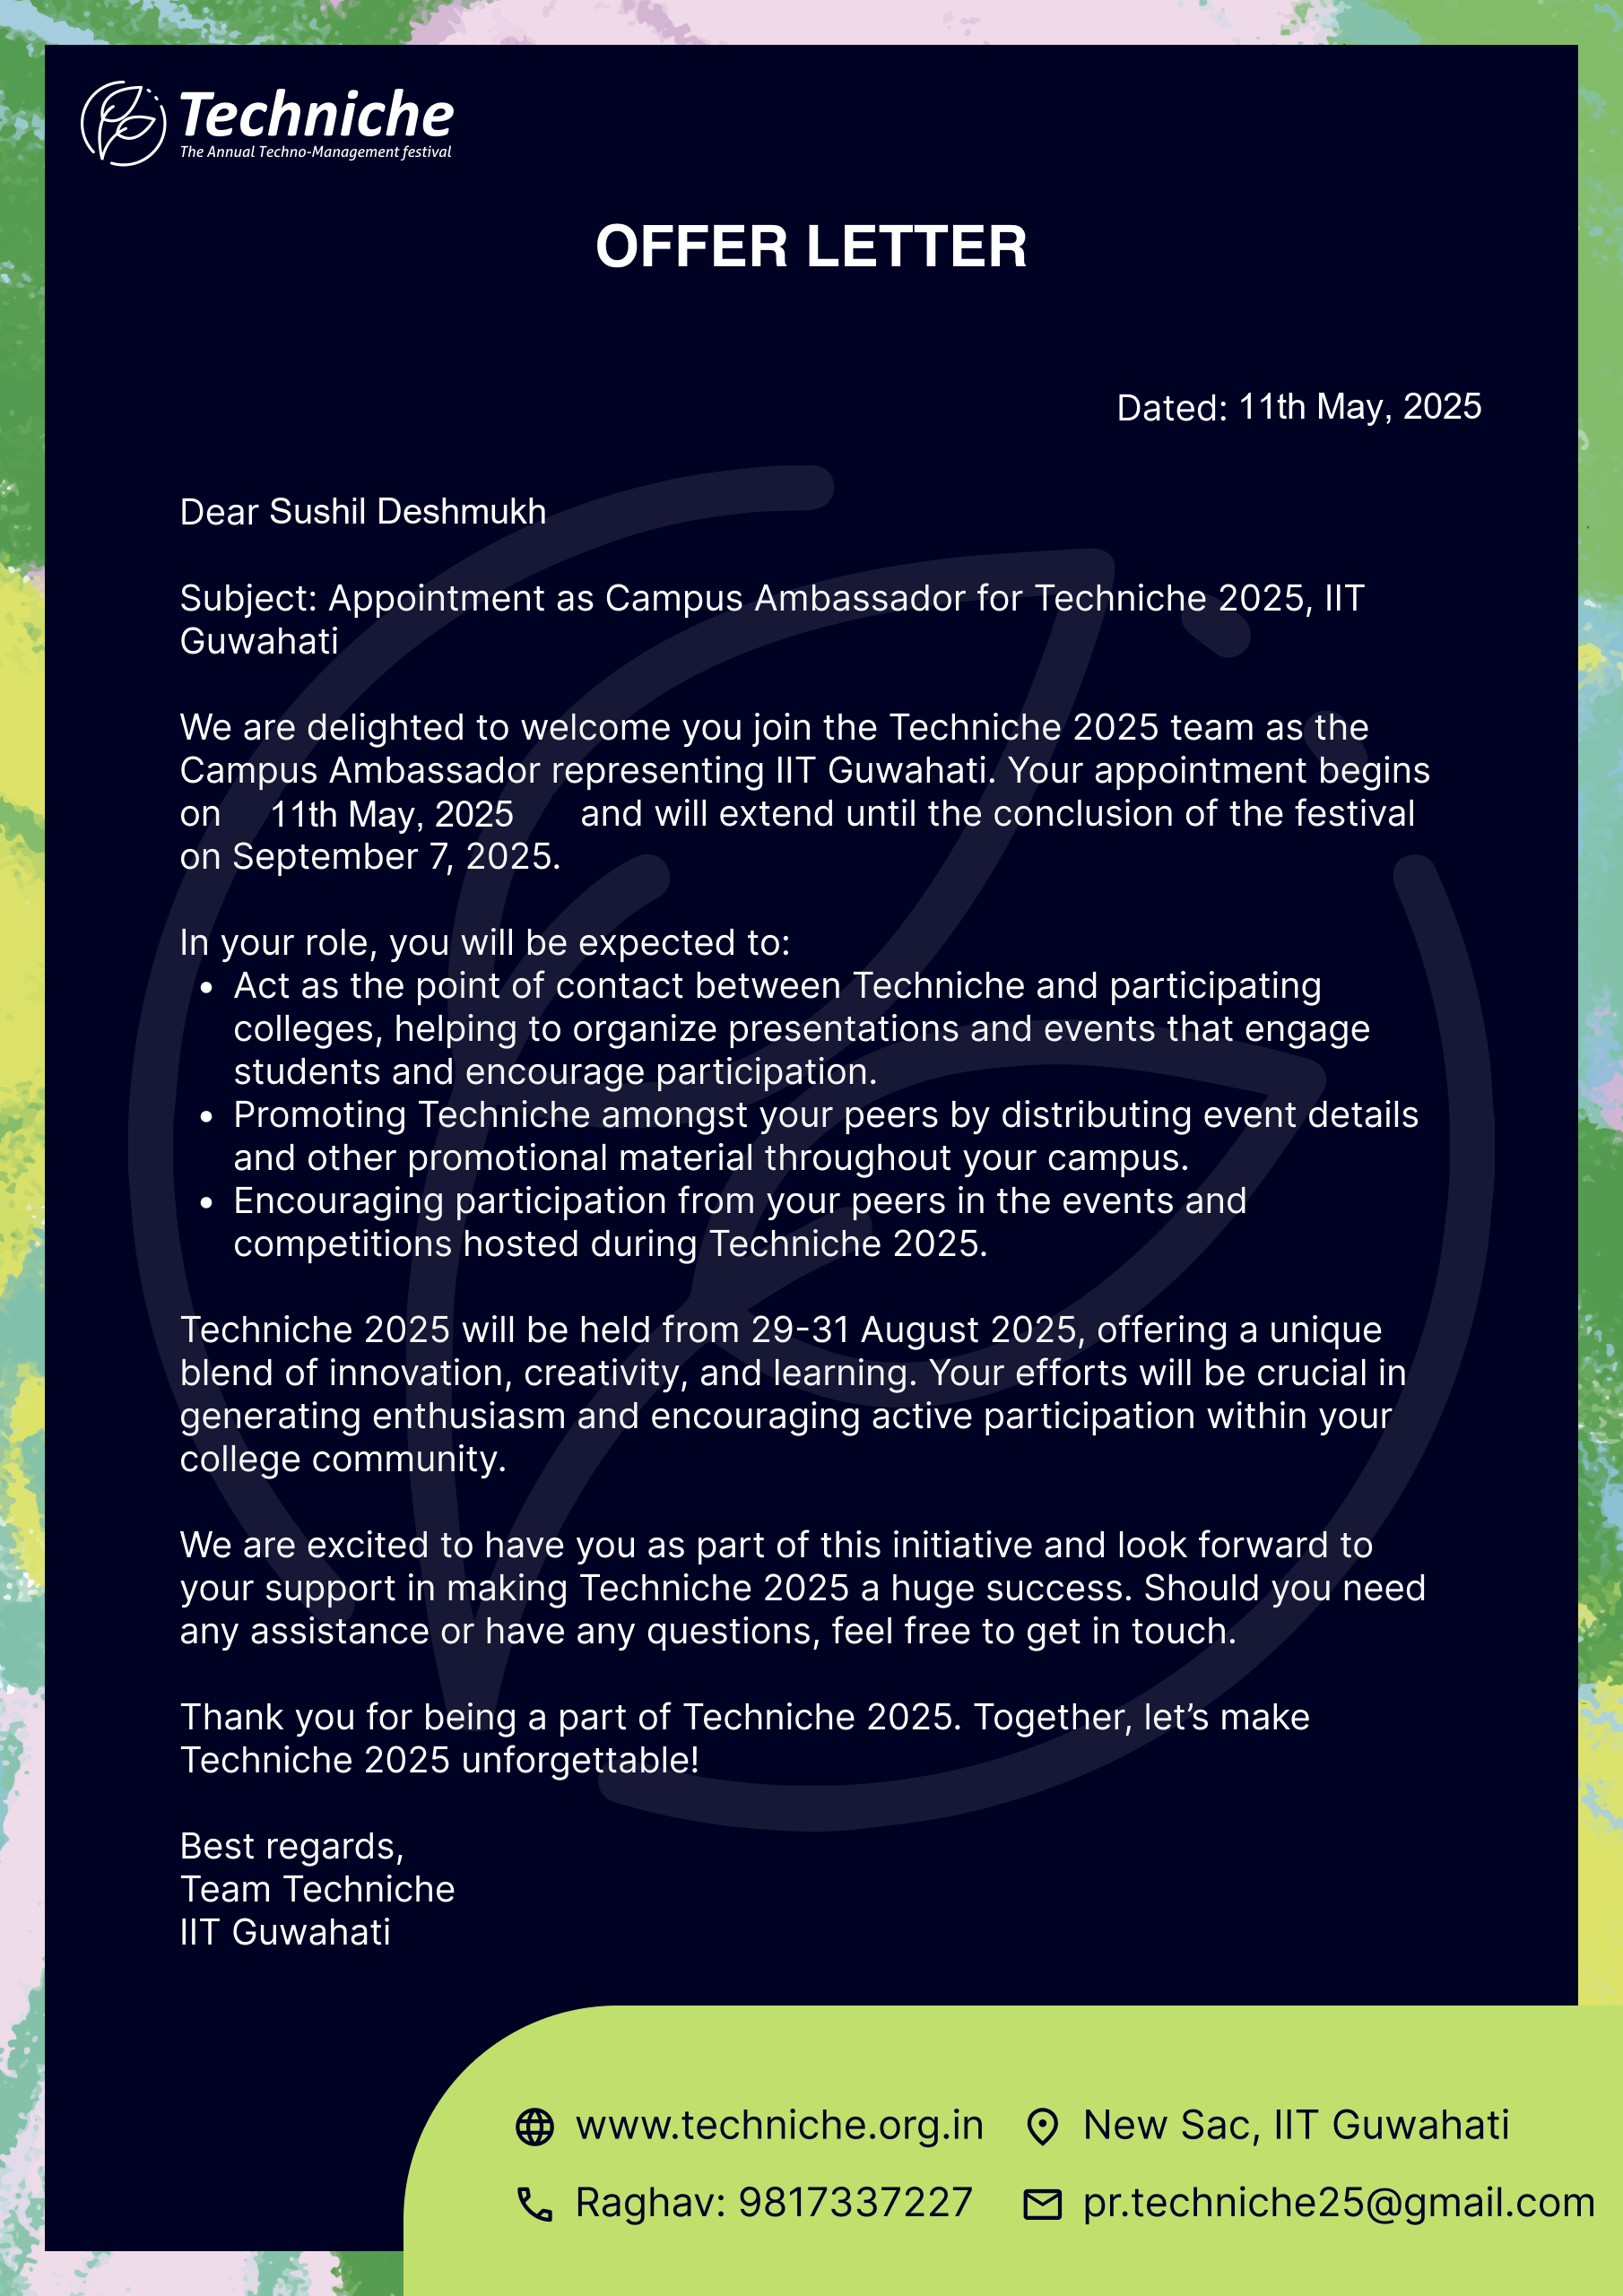 Techniche
The Annual Techno-Management festival
OFFER LETTER
Dated: 11th May, 2025
Dear Sushil Deshmukh
Subject: Appointment as Campus Ambassador for Techniche 2025, IIT
Guwahati
We are delighted to welcome you join the Techniche 2025 team as the
Campus Ambassador representing IIT Guwahati. Your appointment begins
on 11th May, 2025 and will extend until the conclusion of the festival
on September 7, 2025.
In your role, you will be expected to:
• Act as the point of contact between Techniche and participating
colleges, helping to organize presentations and events that engage
students and encourage participation.
• Promoting Techniche amongst your peers by distributing event details
and other promotional material throughout your campus.
• Encouraging participation from your peers in the events and
competitions hosted during Techniche 2025.
Techniche 2025 will be held from 29-31 August 2025, offering a unique
blend of innovation, creativity, and learning. Your efforts will be crucial in
generating enthusiasm and encouraging active participation within your
college community.
We are excited to have you as part of this initiative and look forward to
your support in making Techniche 2025 a huge success. Should you need
any assistance or have any questions, feel free to get in touch.
Thank you for being a part of Techniche 2025. Together, let’s make
Techniche 2025 unforgettable!
Best regards,
Team Techniche
IIT Guwahati
www.techniche.org.in New Sac, IIT Guwahati
Raghav: 9817337227 pr.techniche25@gmail.com